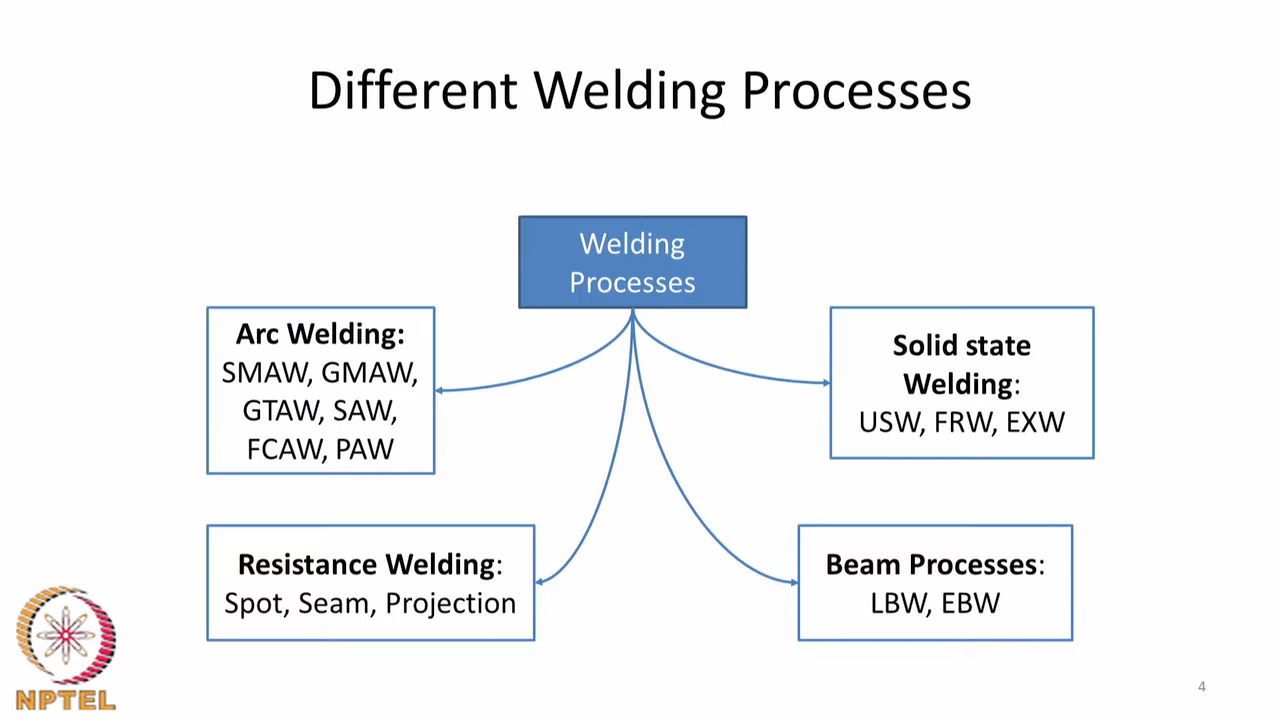 Different Welding Processes
Welding
Processes
Arc Welding:
SMAW, GMAW,
GTAW, SAW,
FCAW, PAW
Solid state
Welding:
USW, FRW, EXW
Resistance Welding:
Spot, Seam, Projection
Beam Processes:
LBW, EBW
NPTEL
4